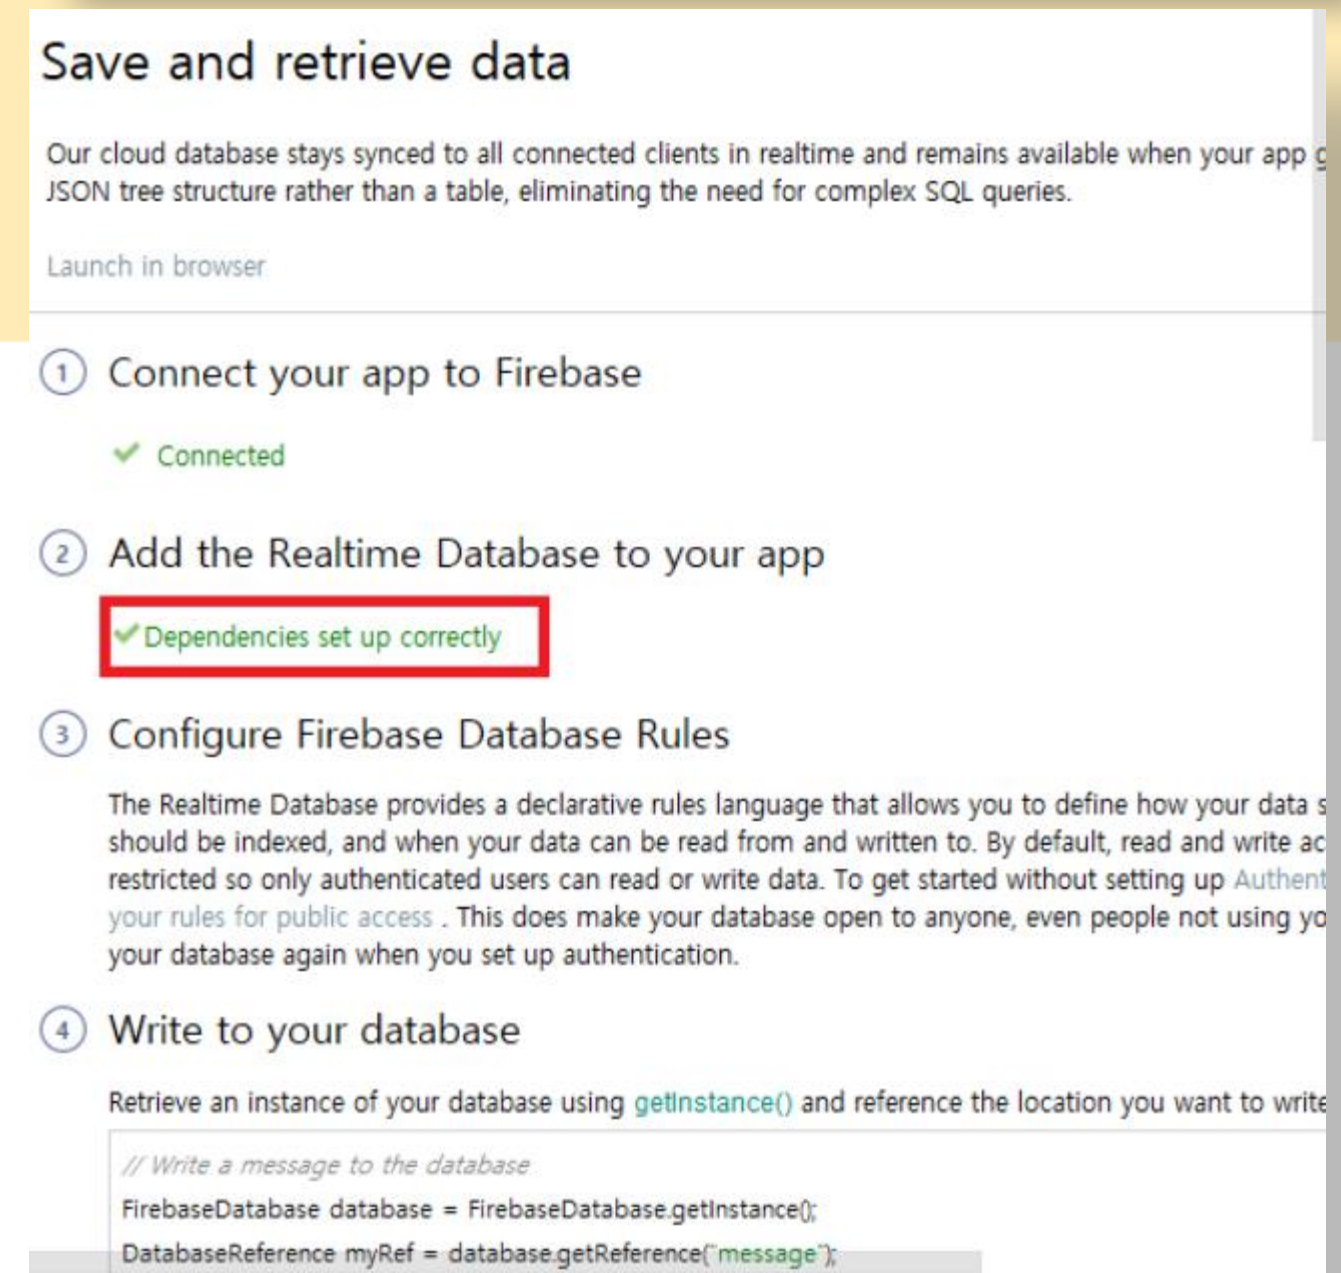 Save and retrieve data
Our cloud database stays synced to all connected clients in realtime and remains available when your app g
JSON tree structure rather than a table, eliminating the need for complex SQL queries.
Launch in browser
1 Connect your app to Firebase
✓ Connected
2 Add the Realtime Database to your app
✓ Dependencies set up correctly
3 Configure Firebase Database Rules
The Realtime Database provides a declarative rules language that allows you to define how your data s
should be indexed, and when your data can be read from and written to. By default, read and write ac
restricted so only authenticated users can read or write data. To get started without setting up Authent
your rules for public access . This does make your database open to anyone, even people not using yo
your database again when you set up authentication.
4 Write to your database
Retrieve an instance of your database using getInstance() and reference the location you want to write
// Write a message to the database
FirebaseDatabase database = FirebaseDatabase.getInstance();
DatabaseReference myRef = database.getReference("message");